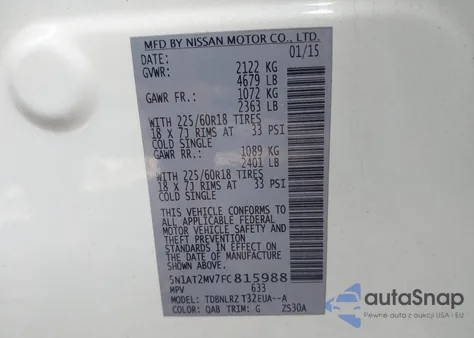 MFD BY NISSAN MOTOR CO., LTD.
DATE: 01/15
GVWR: 2122 KG
4679 LB
GAWR FR.: 1072 KG
2363 LB
WITH 225/60R18 TIRES
18 X 7J RIMS AT 33 PSI
COLD SINGLE
GAWR RR.: 1089 KG
2401 LB
WITH 225/60R18 TIRES
18 X 7J RIMS AT 33 PSI
COLD SINGLE
THIS VEHICLE CONFORMS TO
ALL APPLICABLE FEDERAL
MOTOR VEHICLE SAFETY AND
THEFT PREVENTION
STANDARDS IN EFFECT ON
THE DATE OF MANUFACTURE
SHOWN ABOVE.
5N1AT2MV7FC815988
MPV 633
MODEL: TDBNLRZ T32EUA--A
COLOR: QAB TRIM: G ZS30A
autoSnap
Pewne auto z aukcji w USA i EU